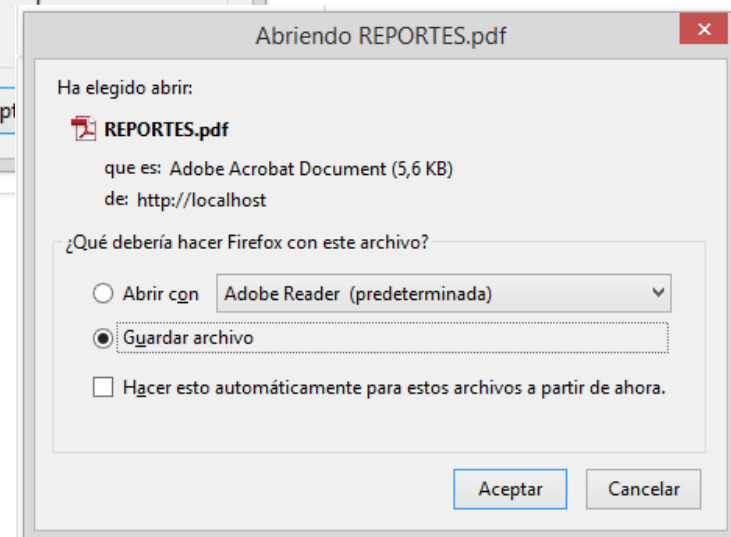 Abriendo REPORTES.pdf
Ha elegido abrir:
REPORTES.pdf
que es: Adobe Acrobat Document (5,6 KB)
de: http://localhost
¿Qué debería hacer Firefox con este archivo?
Abrir con Adobe Reader (predeterminada)
Guardar archivo
Hacer esto automáticamente para estos archivos a partir de ahora.
Aceptar Cancelar